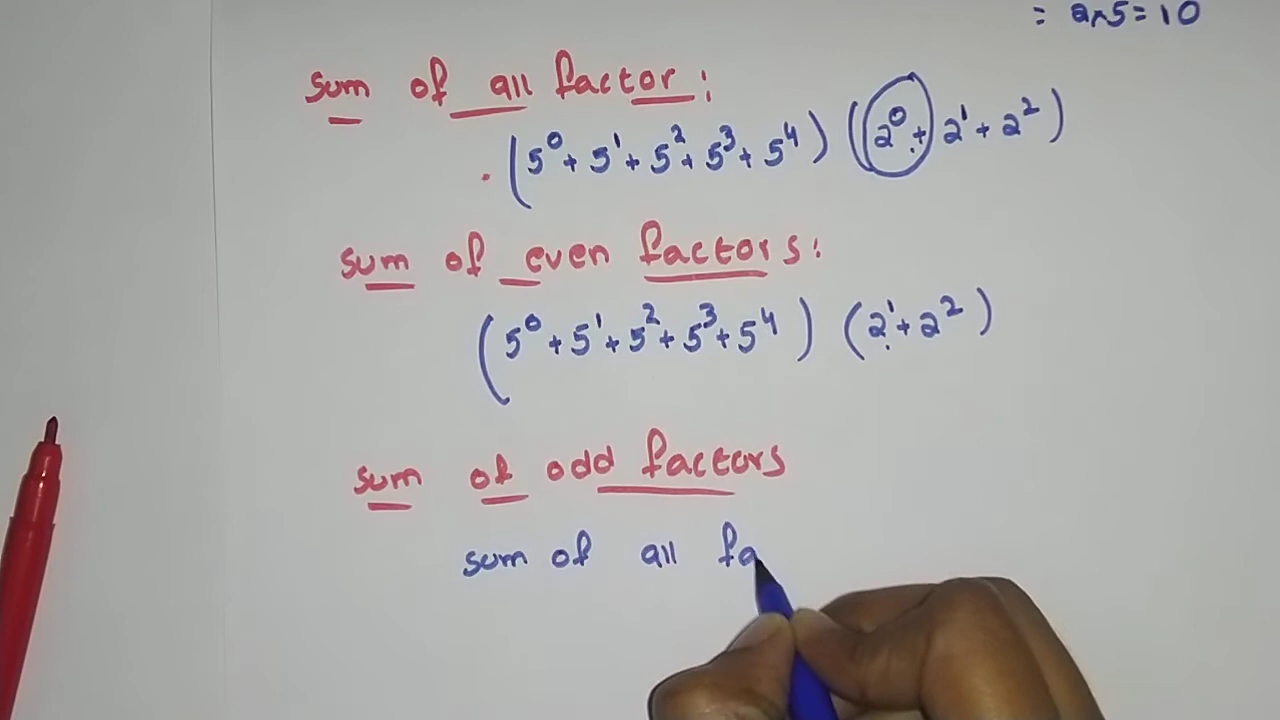 = 2×5 = 10
sum of all factor:
(5⁰ + 5¹ + 5² + 5³ + 5⁴) (2⁰ + 2¹ + 2²)
sum of even factors:
(5⁰ + 5¹ + 5² + 5³ + 5⁴) (2¹ + 2²)
sum of odd factors
sum of all fa